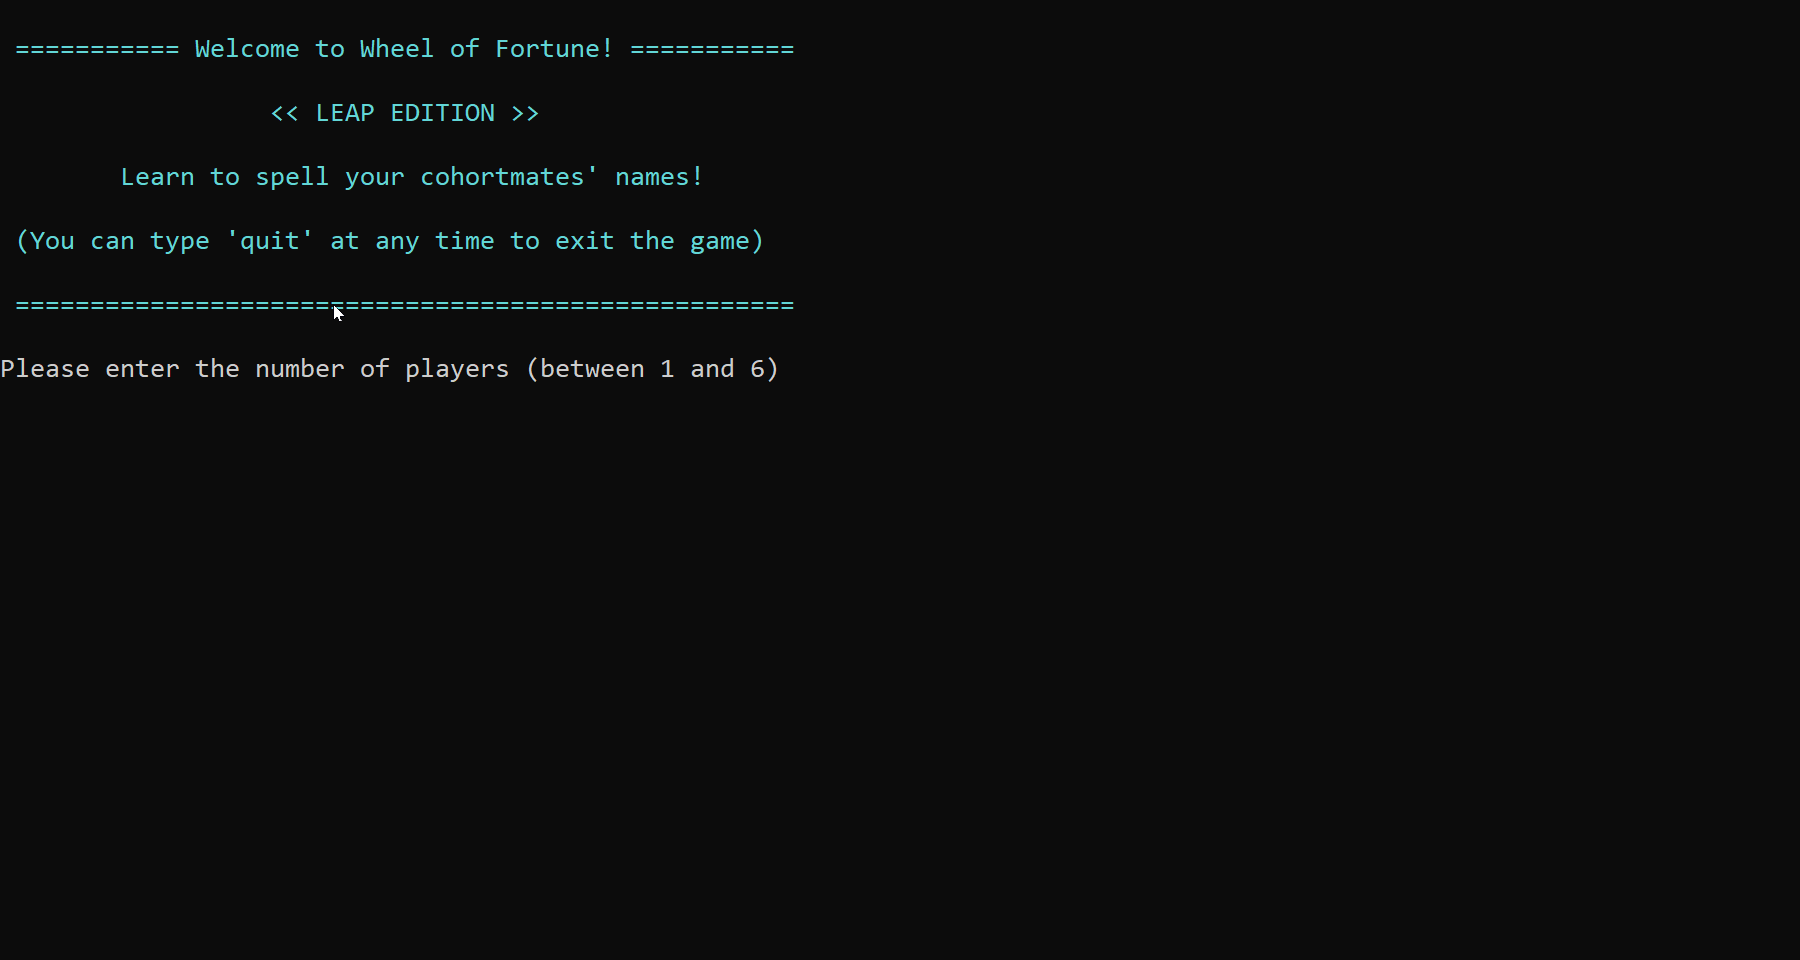 =========== Welcome to Wheel of Fortune! ===========
<< LEAP EDITION >>
Learn to spell your cohortmates' names!
(You can type 'quit' at any time to exit the game)
====================================================
Please enter the number of players (between 1 and 6)